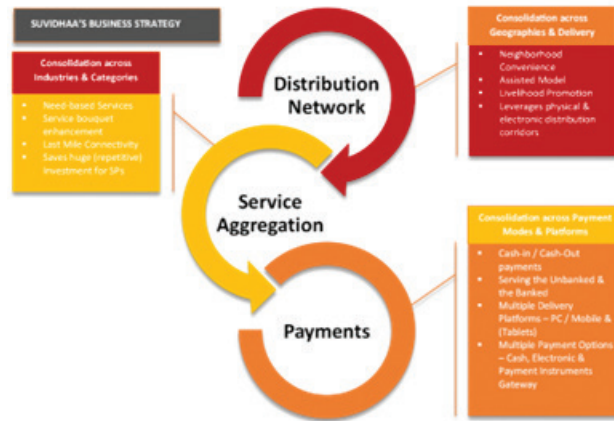 SUVIDHAA'S BUSINESS STRATEGY
Consolidation across
Industries & Categories
Need-based Services
Service bouquet
enhancement
Last Mile Connectivity
Saves huge (repetitive)
investment for SPs
Distribution
Network
Service
Aggregation
Payments
Consolidation across
Geographies & Delivery
Neighborhood
Convenience
Assisted Model
Livelihood Promotion
Leverages physical &
electronic distribution
corridors
Consolidation across Payment
Modes & Platforms
Cash-in / Cash-Out
payments
Serving the Unbanked &
the Banked
Multiple Delivery
Platforms – PC / Mobile &
(Tablets)
Multiple Payment Options
– Cash, Electronic &
Payment Instruments
Gateway